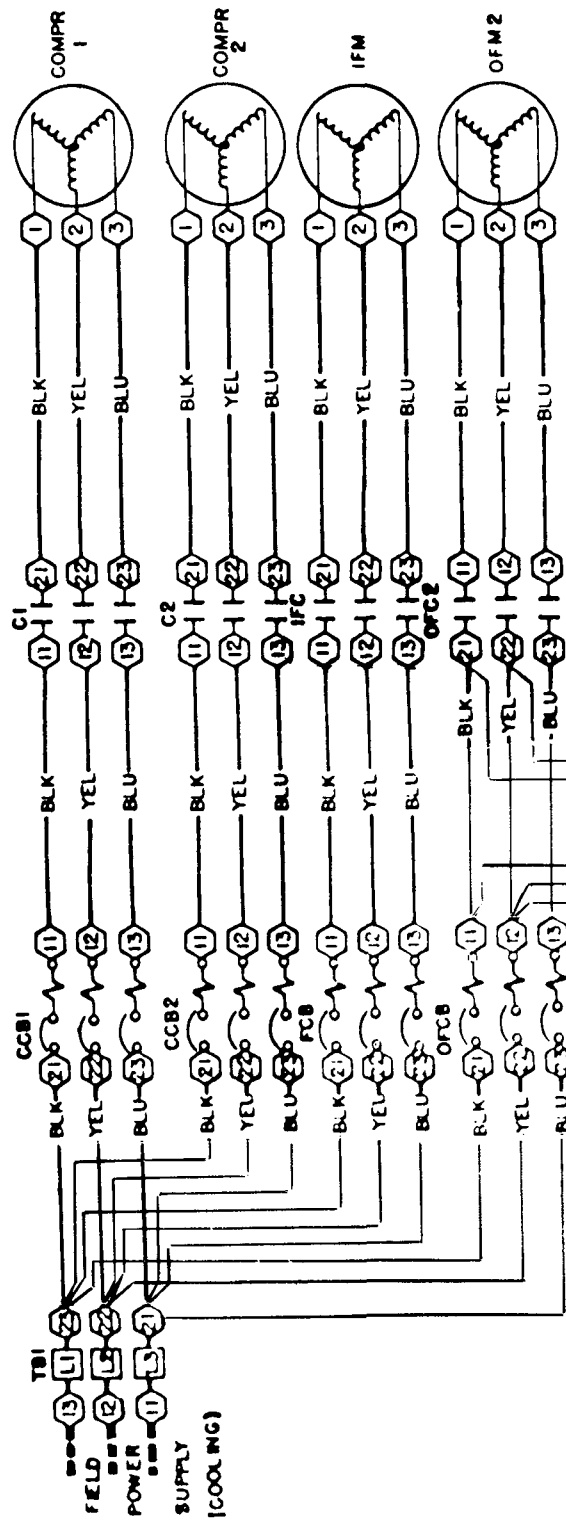 CCB1 C1 COMPR 1
TB1
13 L1 23 BLK 21 11 BLK 11 21 BLK 1
12 L2 22 YEL 22 12 YEL 12 22 YEL 2
11 L3 21 BLU 23 13 BLU 13 23 BLU 3
FIELD
POWER
SUPPLY
(COOLING)
CCB2 C2 COMPR 2
BLK 21 11 BLK 11 21 BLK 1
YEL 22 12 YEL 12 22 YEL 2
BLU 23 13 BLU 13 23 BLU 3
FCB IFC IFM
BLK 21 11 BLK 11 21 BLK 1
YEL 22 12 YEL 12 22 YEL 2
BLU 23 13 BLU 13 23 BLU 3
OFCB OFC2 OFM2
BLK 21 11 BLK 21 11 BLK 1
YEL 22 12 YEL 22 12 YEL 2
BLU 23 13 BLU 23 13 BLU 3